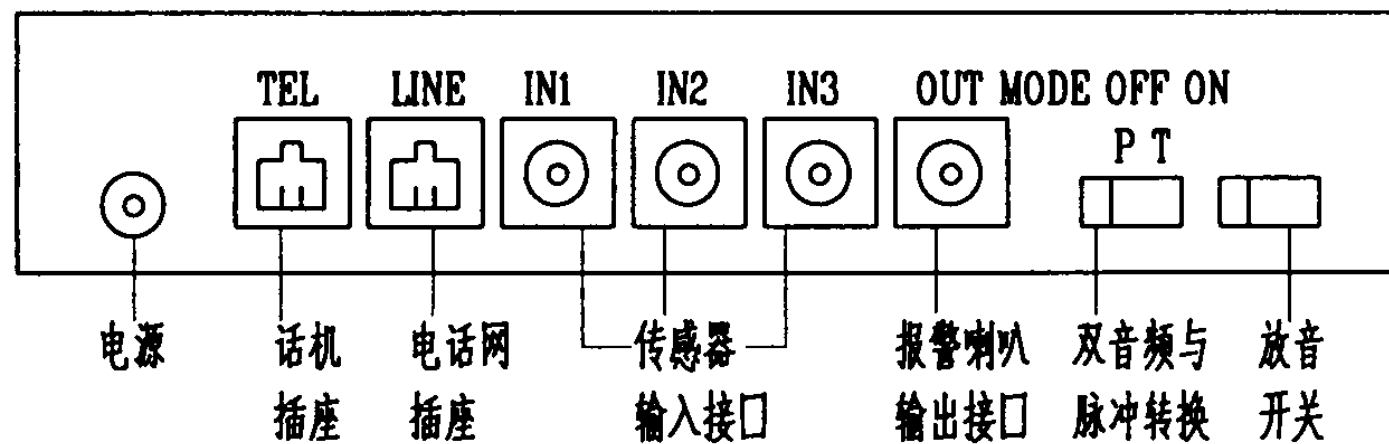 TEL LINE IN1 IN2 IN3 OUT MODE OFF ON
P T
电源 话机 电话网 传感器 报警喇叭 双音频与 放音
插座 插座 输入接口 输出接口 脉冲转换 开关